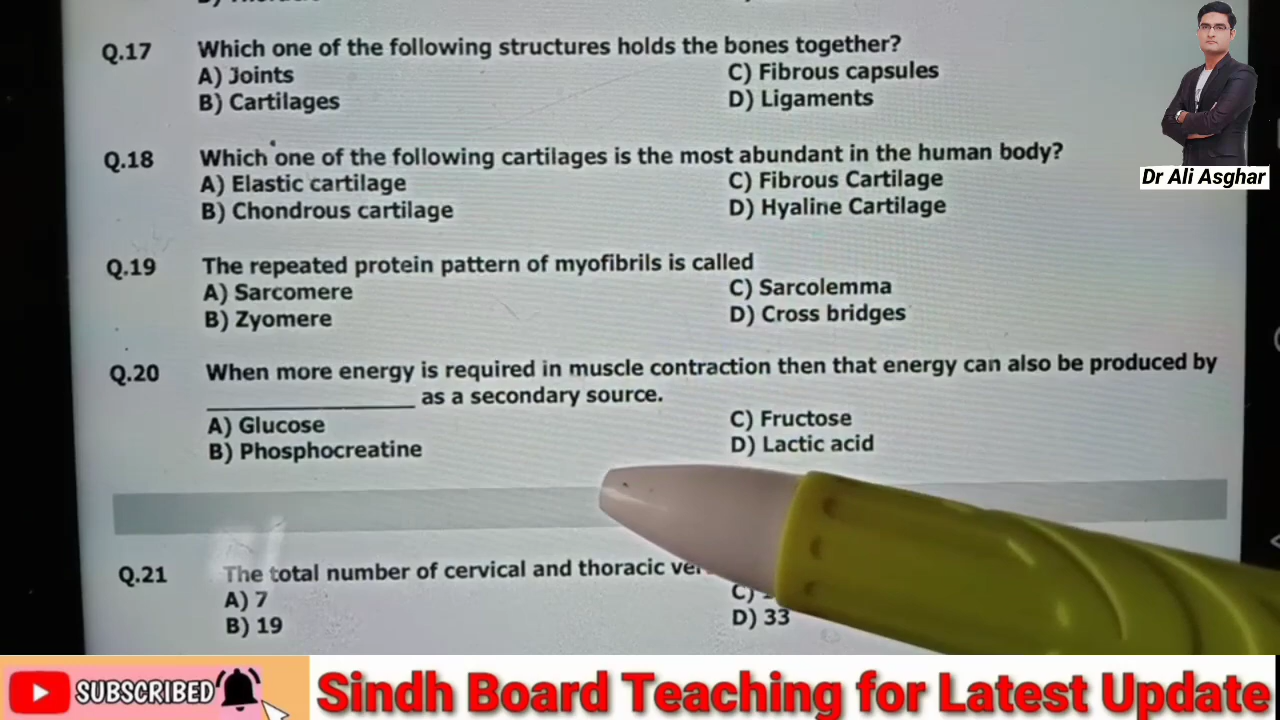 Q.17 Which one of the following structures holds the bones together?
A) Joints C) Fibrous capsules
B) Cartilages D) Ligaments
Q.18 Which one of the following cartilages is the most abundant in the human body?
A) Elastic cartilage C) Fibrous Cartilage
B) Chondrous cartilage D) Hyaline Cartilage
Q.19 The repeated protein pattern of myofibrils is called
A) Sarcomere C) Sarcolemma
B) Zyomere D) Cross bridges
Q.20 When more energy is required in muscle contraction then that energy can also be produced by
______________ as a secondary source.
A) Glucose C) Fructose
B) Phosphocreatine D) Lactic acid
Q.21 The total number of cervical and thoracic
A) 7 C)
B) 19 D) 33
Dr Ali Asghar
SUBSCRIBED Sindh Board Teaching for Latest Update